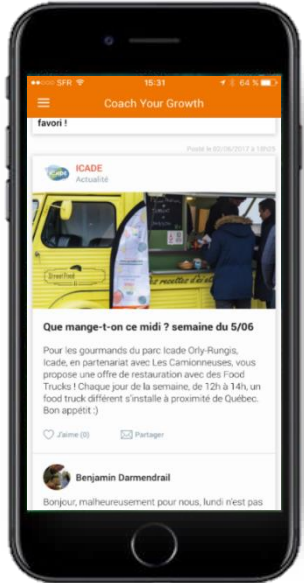 SFR 15:31 64 %
Coach Your Growth
favori !
Posté le 02/06/2017 à 18h05
ICADE
Actualité
Street Food
Que mange-t-on ce midi ? semaine du 5/06
Pour les gourmands du parc Icade Orly-Rungis,
Icade, en partenariat avec Les Camionneuses, vous
propose une offre de restauration avec des Food
Trucks ! Chaque jour de la semaine, de 12h à 14h, un
food truck différent s'installe à proximité de Québec.
Bon appétit :)
J'aime (0) Partager
Benjamin Darmendrail
Bonjour, malheureusement pour nous, lundi n'est pas